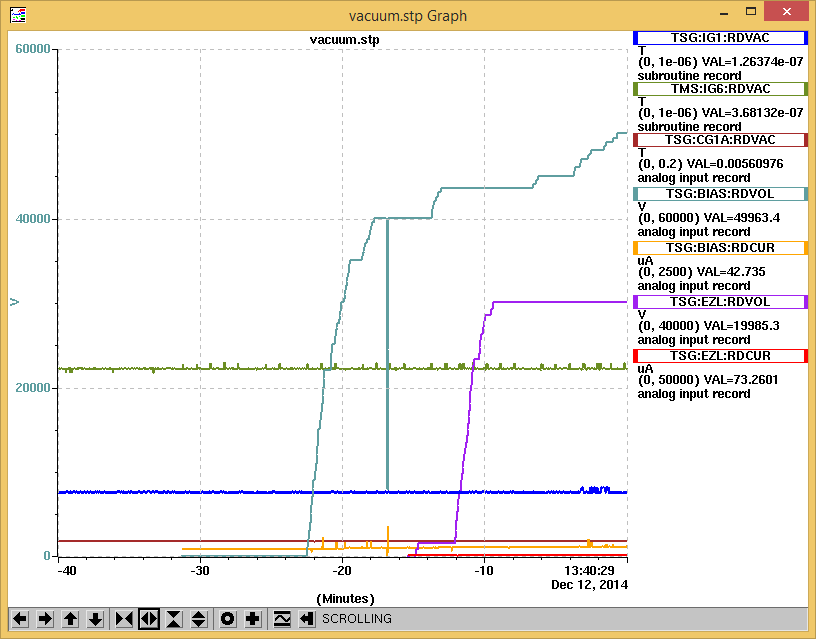 vacuum.stp Graph
vacuum.stp
60000
40000
20000
0
V
-40
-30
-20
-10
13:40:29
Dec 12, 2014
(Minutes)
TSG:IG1:RDVAC
T
(0, 1e-06) VAL=1.26374e-07
subroutine record
TMS:IG6:RDVAC
T
(0, 1e-06) VAL=3.68132e-07
subroutine record
TSG:CG1A:RDVAC
T
(0, 0.2) VAL=0.00560976
analog input record
TSG:BIAS:RDVOL
V
(0, 60000) VAL=49963.4
analog input record
TSG:BIAS:RDCUR
uA
(0, 2500) VAL=42.735
analog input record
TSG:EZL:RDVOL
V
(0, 40000) VAL=19985.3
analog input record
TSG:EZL:RDCUR
uA
(0, 50000) VAL=73.2601
analog input record
SCROLLING